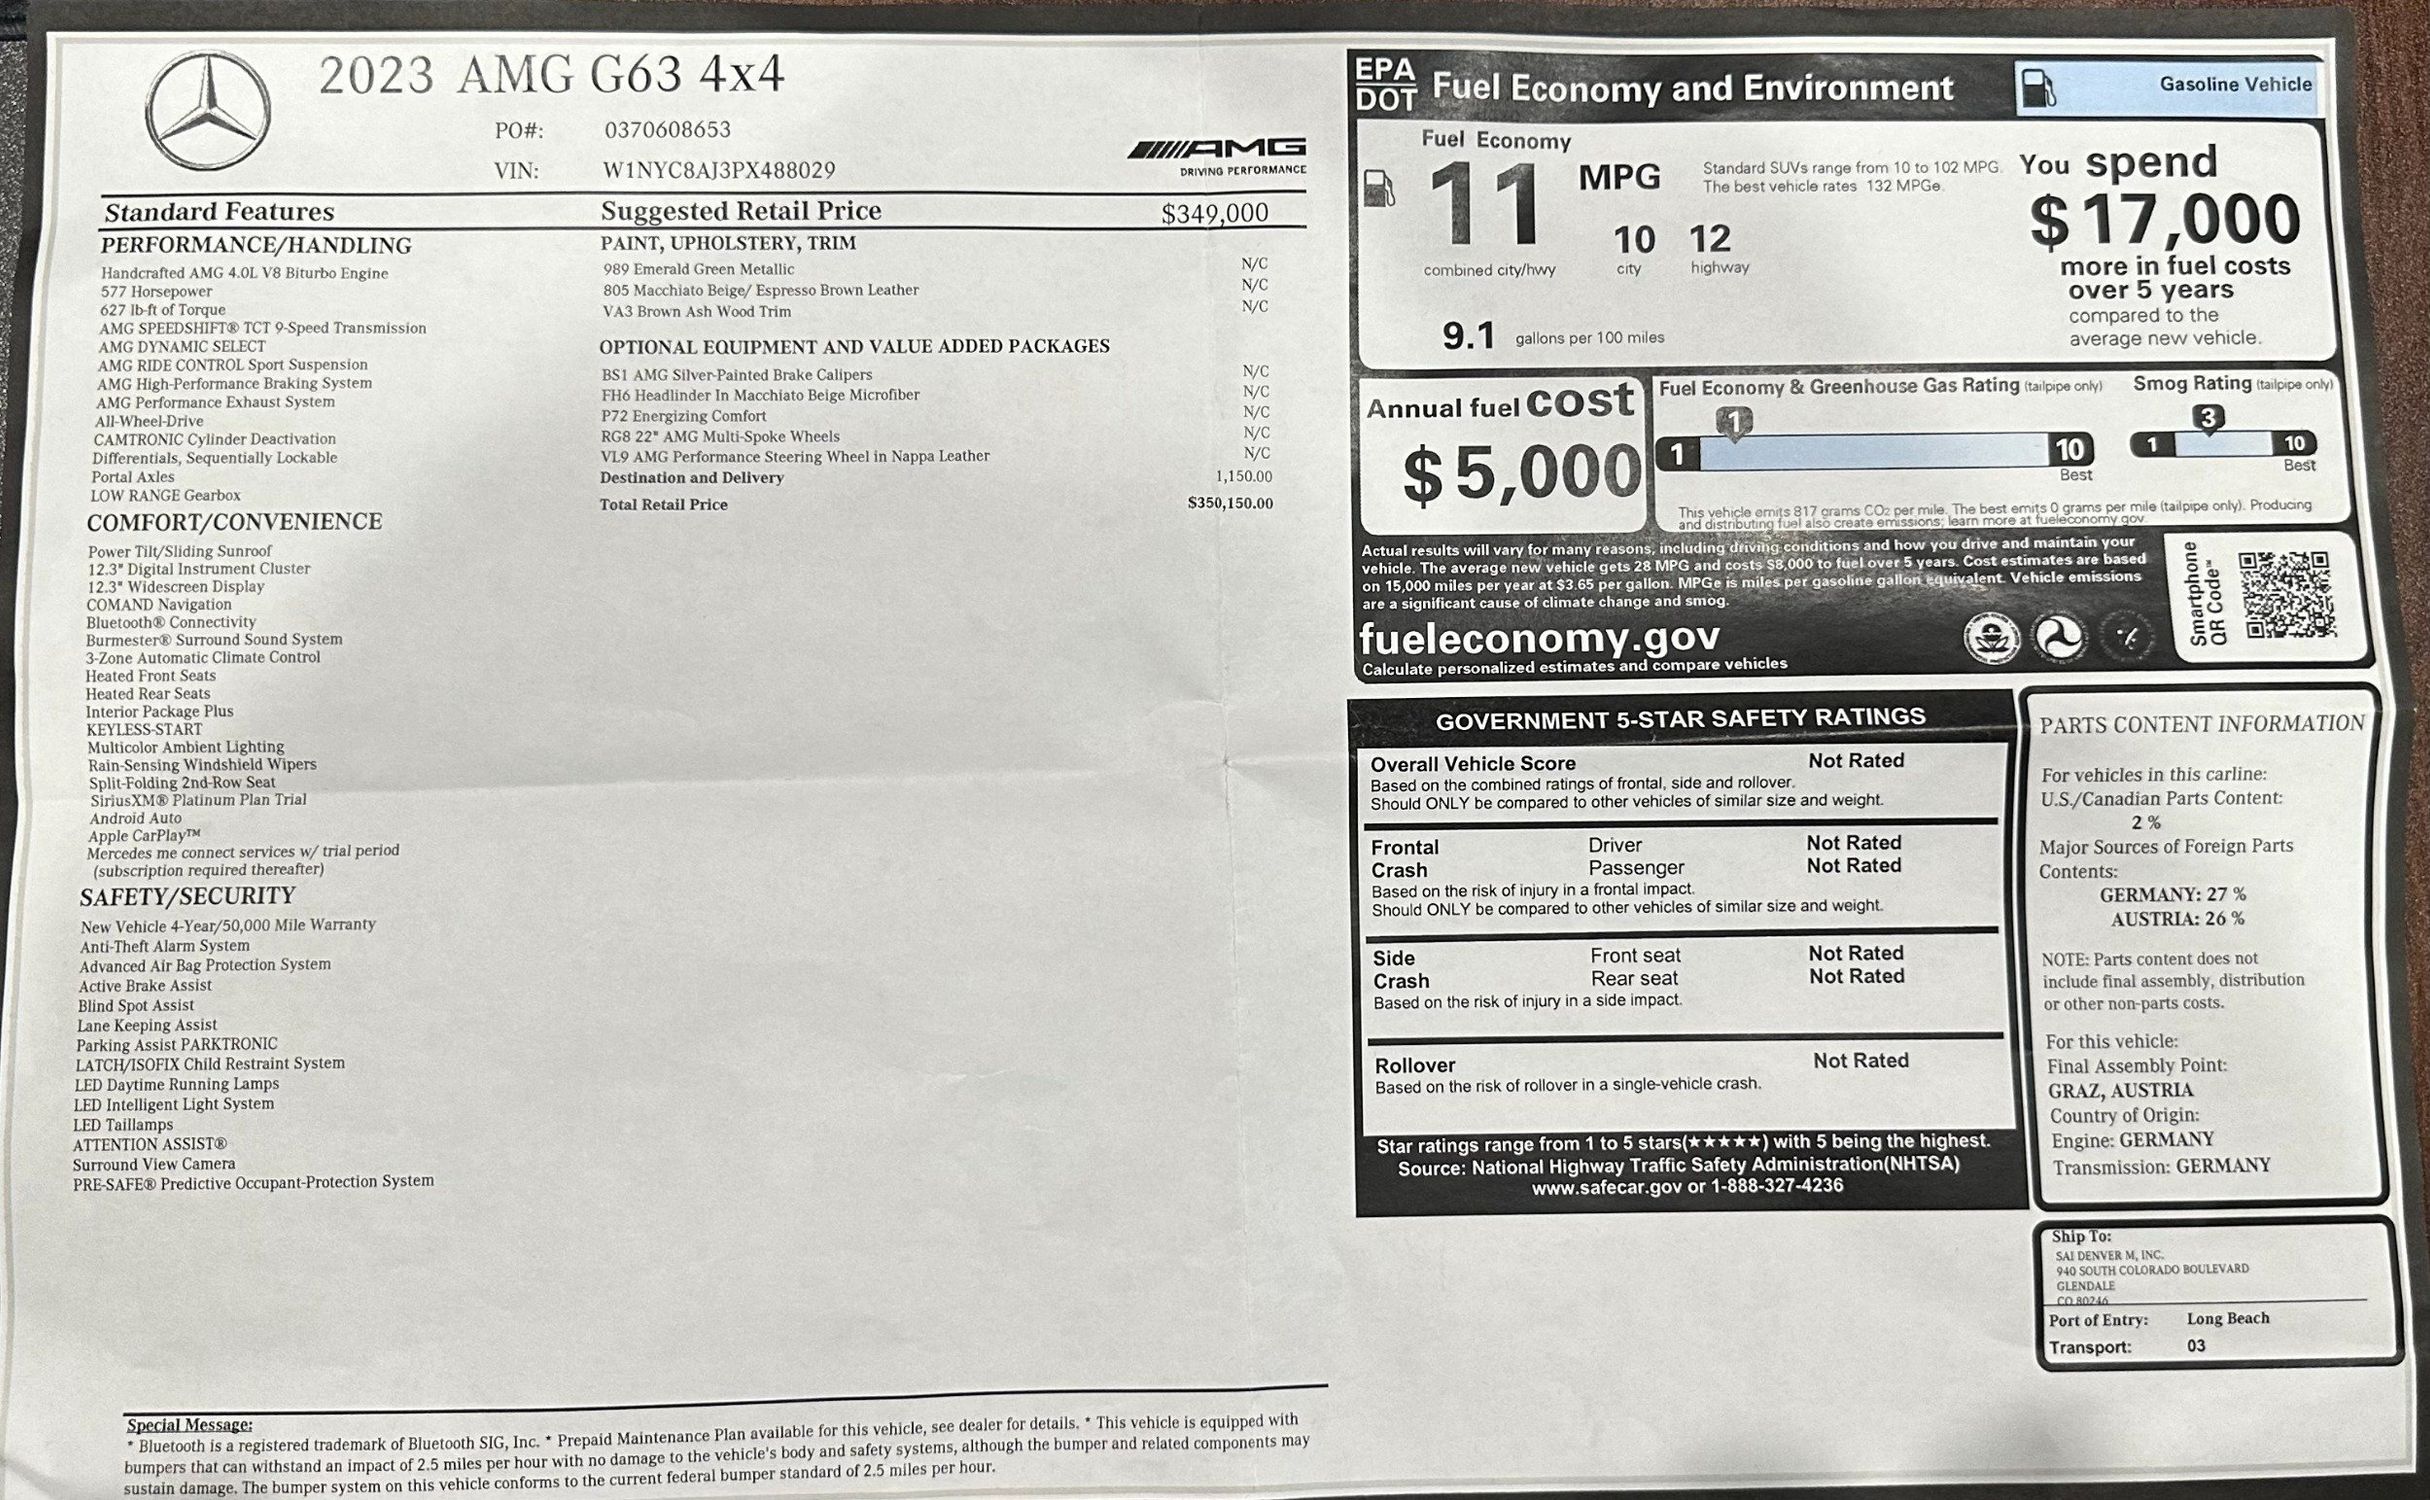 2023 AMG G63 4x4
PO#: 0370608653
VIN: W1NYC8AJ3PX488029
AMG
DRIVING PERFORMANCE
Standard Features
PERFORMANCE/HANDLING
Handcrafted AMG 4.0L V8 Biturbo Engine
577 Horsepower
627 lb-ft of Torque
AMG SPEEDSHIFT® TCT 9-Speed Transmission
AMG DYNAMIC SELECT
AMG RIDE CONTROL Sport Suspension
AMG High-Performance Braking System
AMG Performance Exhaust System
All-Wheel-Drive
CAMTRONIC Cylinder Deactivation
Differentials, Sequentially Lockable
Portal Axles
LOW RANGE Gearbox
COMFORT/CONVENIENCE
Power Tilt/Sliding Sunroof
12.3" Digital Instrument Cluster
12.3" Widescreen Display
COMAND Navigation
Bluetooth® Connectivity
Burmester® Surround Sound System
3-Zone Automatic Climate Control
Heated Front Seats
Heated Rear Seats
Interior Package Plus
KEYLESS-START
Multicolor Ambient Lighting
Rain-Sensing Windshield Wipers
Split-Folding 2nd-Row Seat
SiriusXM® Platinum Plan Trial
Android Auto
Apple CarPlay™
Mercedes me connect services w/ trial period
(subscription required thereafter)
SAFETY/SECURITY
New Vehicle 4-Year/50,000 Mile Warranty
Anti-Theft Alarm System
Advanced Air Bag Protection System
Active Brake Assist
Blind Spot Assist
Lane Keeping Assist
Parking Assist PARKTRONIC
LATCH/ISOFIX Child Restraint System
LED Daytime Running Lamps
LED Intelligent Light System
LED Taillamps
ATTENTION ASSIST®
Surround View Camera
PRE-SAFE® Predictive Occupant-Protection System
Suggested Retail Price $349,000
PAINT, UPHOLSTERY, TRIM
989 Emerald Green Metallic N/C
805 Macchiato Beige/ Espresso Brown Leather N/C
VA3 Brown Ash Wood Trim N/C
OPTIONAL EQUIPMENT AND VALUE ADDED PACKAGES
BS1 AMG Silver-Painted Brake Calipers N/C
FH6 Headlinder In Macchiato Beige Microfiber N/C
P72 Energizing Comfort N/C
RG8 22" AMG Multi-Spoke Wheels N/C
VL9 AMG Performance Steering Wheel in Nappa Leather N/C
Destination and Delivery 1,150.00
Total Retail Price $350,150.00
Special Message:
* Bluetooth is a registered trademark of Bluetooth SIG, Inc. * Prepaid Maintenance Plan available for this vehicle, see dealer for details. * This vehicle is equipped with
bumpers that can withstand an impact of 2.5 miles per hour with no damage to the vehicle's body and safety systems, although the bumper and related components may
sustain damage. The bumper system on this vehicle conforms to the current federal bumper standard of 2.5 miles per hour.
EPA
DOT
Fuel Economy and Environment
Gasoline Vehicle
Fuel Economy
11 MPG
combined city/hwy
10 city
12 highway
9.1 gallons per 100 miles
Standard SUVs range from 10 to 102 MPG.
The best vehicle rates 132 MPGe.
You spend
$17,000
more in fuel costs
over 5 years
compared to the
average new vehicle.
Annual fuel COST
$5,000
Fuel Economy & Greenhouse Gas Rating (tailpipe only)
1
1 10
Best
Smog Rating (tailpipe only)
3
1 10
Best
This vehicle emits 817 grams CO2 per mile. The best emits 0 grams per mile (tailpipe only). Producing
and distributing fuel also create emissions; learn more at fueleconomy.gov.
Actual results will vary for many reasons, including driving conditions and how you drive and maintain your
vehicle. The average new vehicle gets 28 MPG and costs $8,000 to fuel over 5 years. Cost estimates are based
on 15,000 miles per year at $3.65 per gallon. MPGe is miles per gasoline gallon equivalent. Vehicle emissions
are a significant cause of climate change and smog.
fueleconomy.gov
Calculate personalized estimates and compare vehicles
Smartphone
QR Code™
GOVERNMENT 5-STAR SAFETY RATINGS
Overall Vehicle Score Not Rated
Based on the combined ratings of frontal, side and rollover.
Should ONLY be compared to other vehicles of similar size and weight.
Frontal Driver Not Rated
Crash Passenger Not Rated
Based on the risk of injury in a frontal impact.
Should ONLY be compared to other vehicles of similar size and weight.
Side Front seat Not Rated
Crash Rear seat Not Rated
Based on the risk of injury in a side impact.
Rollover Not Rated
Based on the risk of rollover in a single-vehicle crash.
Star ratings range from 1 to 5 stars(★★★★★) with 5 being the highest.
Source: National Highway Traffic Safety Administration(NHTSA)
www.safecar.gov or 1-888-327-4236
PARTS CONTENT INFORMATION
For vehicles in this carline:
U.S./Canadian Parts Content:
2 %
Major Sources of Foreign Parts
Contents:
GERMANY: 27 %
AUSTRIA: 26 %
NOTE: Parts content does not
include final assembly, distribution
or other non-parts costs.
For this vehicle:
Final Assembly Point:
GRAZ, AUSTRIA
Country of Origin:
Engine: GERMANY
Transmission: GERMANY
Ship To:
SAI DENVER M, INC.
940 SOUTH COLORADO BOULEVARD
GLENDALE
CO 80246
Port of Entry: Long Beach
Transport: 03